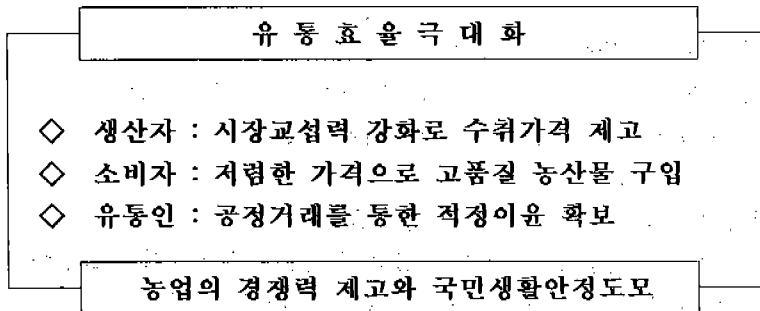 유 통 효 율 극 대 화
◇ 생산자 : 시장교섭력 강화로 수취가격 제고
◇ 소비자 : 저렴한 가격으로 고품질 농산물 구입
◇ 유통인 : 공정거래를 통한 적정이윤 확보
농업의 경쟁력 제고와 국민생활안정도모